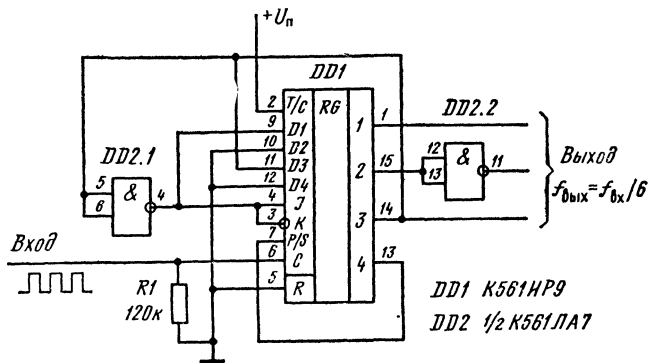 +Uп
DD1
2 T/C RG
9 D1 1 1
10 D2
11 D3 2 15
12 D4
4 J 3 14
3 K
7 P/S 4 13
6 C
5 R
DD2.1
5
6
& 4
DD2.2
12
13
& 11
Выход
fвых=fвх/6
Вход
R1
120к
DD1 К561ИР9
DD2 1/2 К561ЛА7